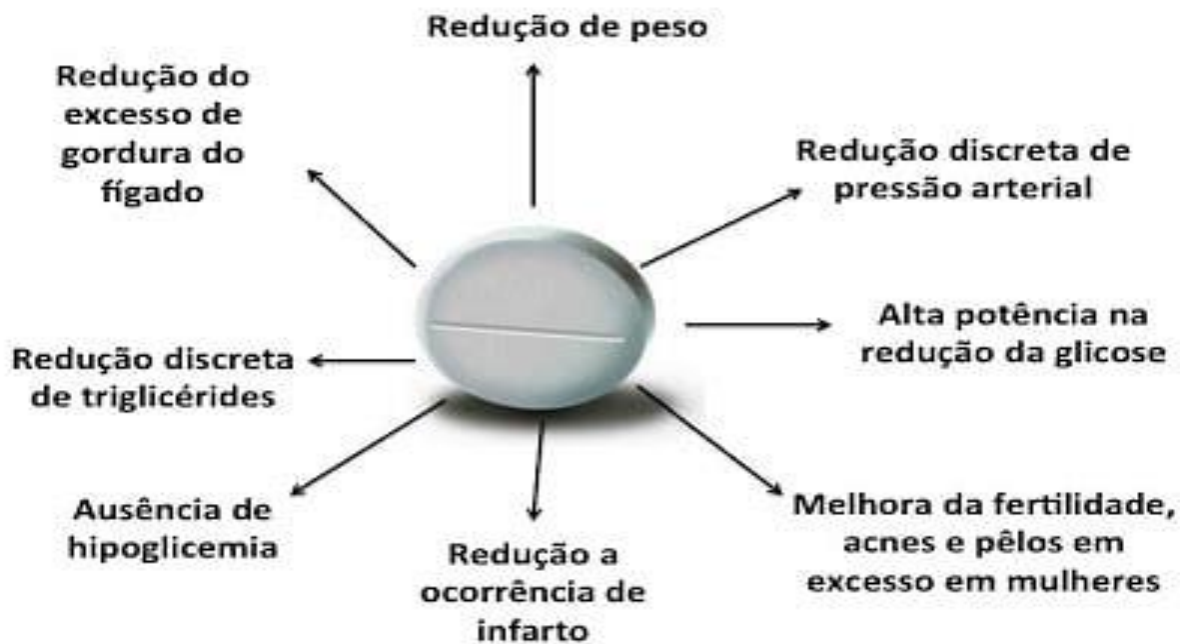 Redução de peso
Redução do
excesso de
gordura do
fígado
Redução discreta de
pressão arterial
Alta potência na
redução da glicose
Redução discreta
de triglicérides
Ausência de
hipoglicemia
Redução a
ocorrência de
infarto
Melhora da fertilidade,
acnes e pêlos em
excesso em mulheres